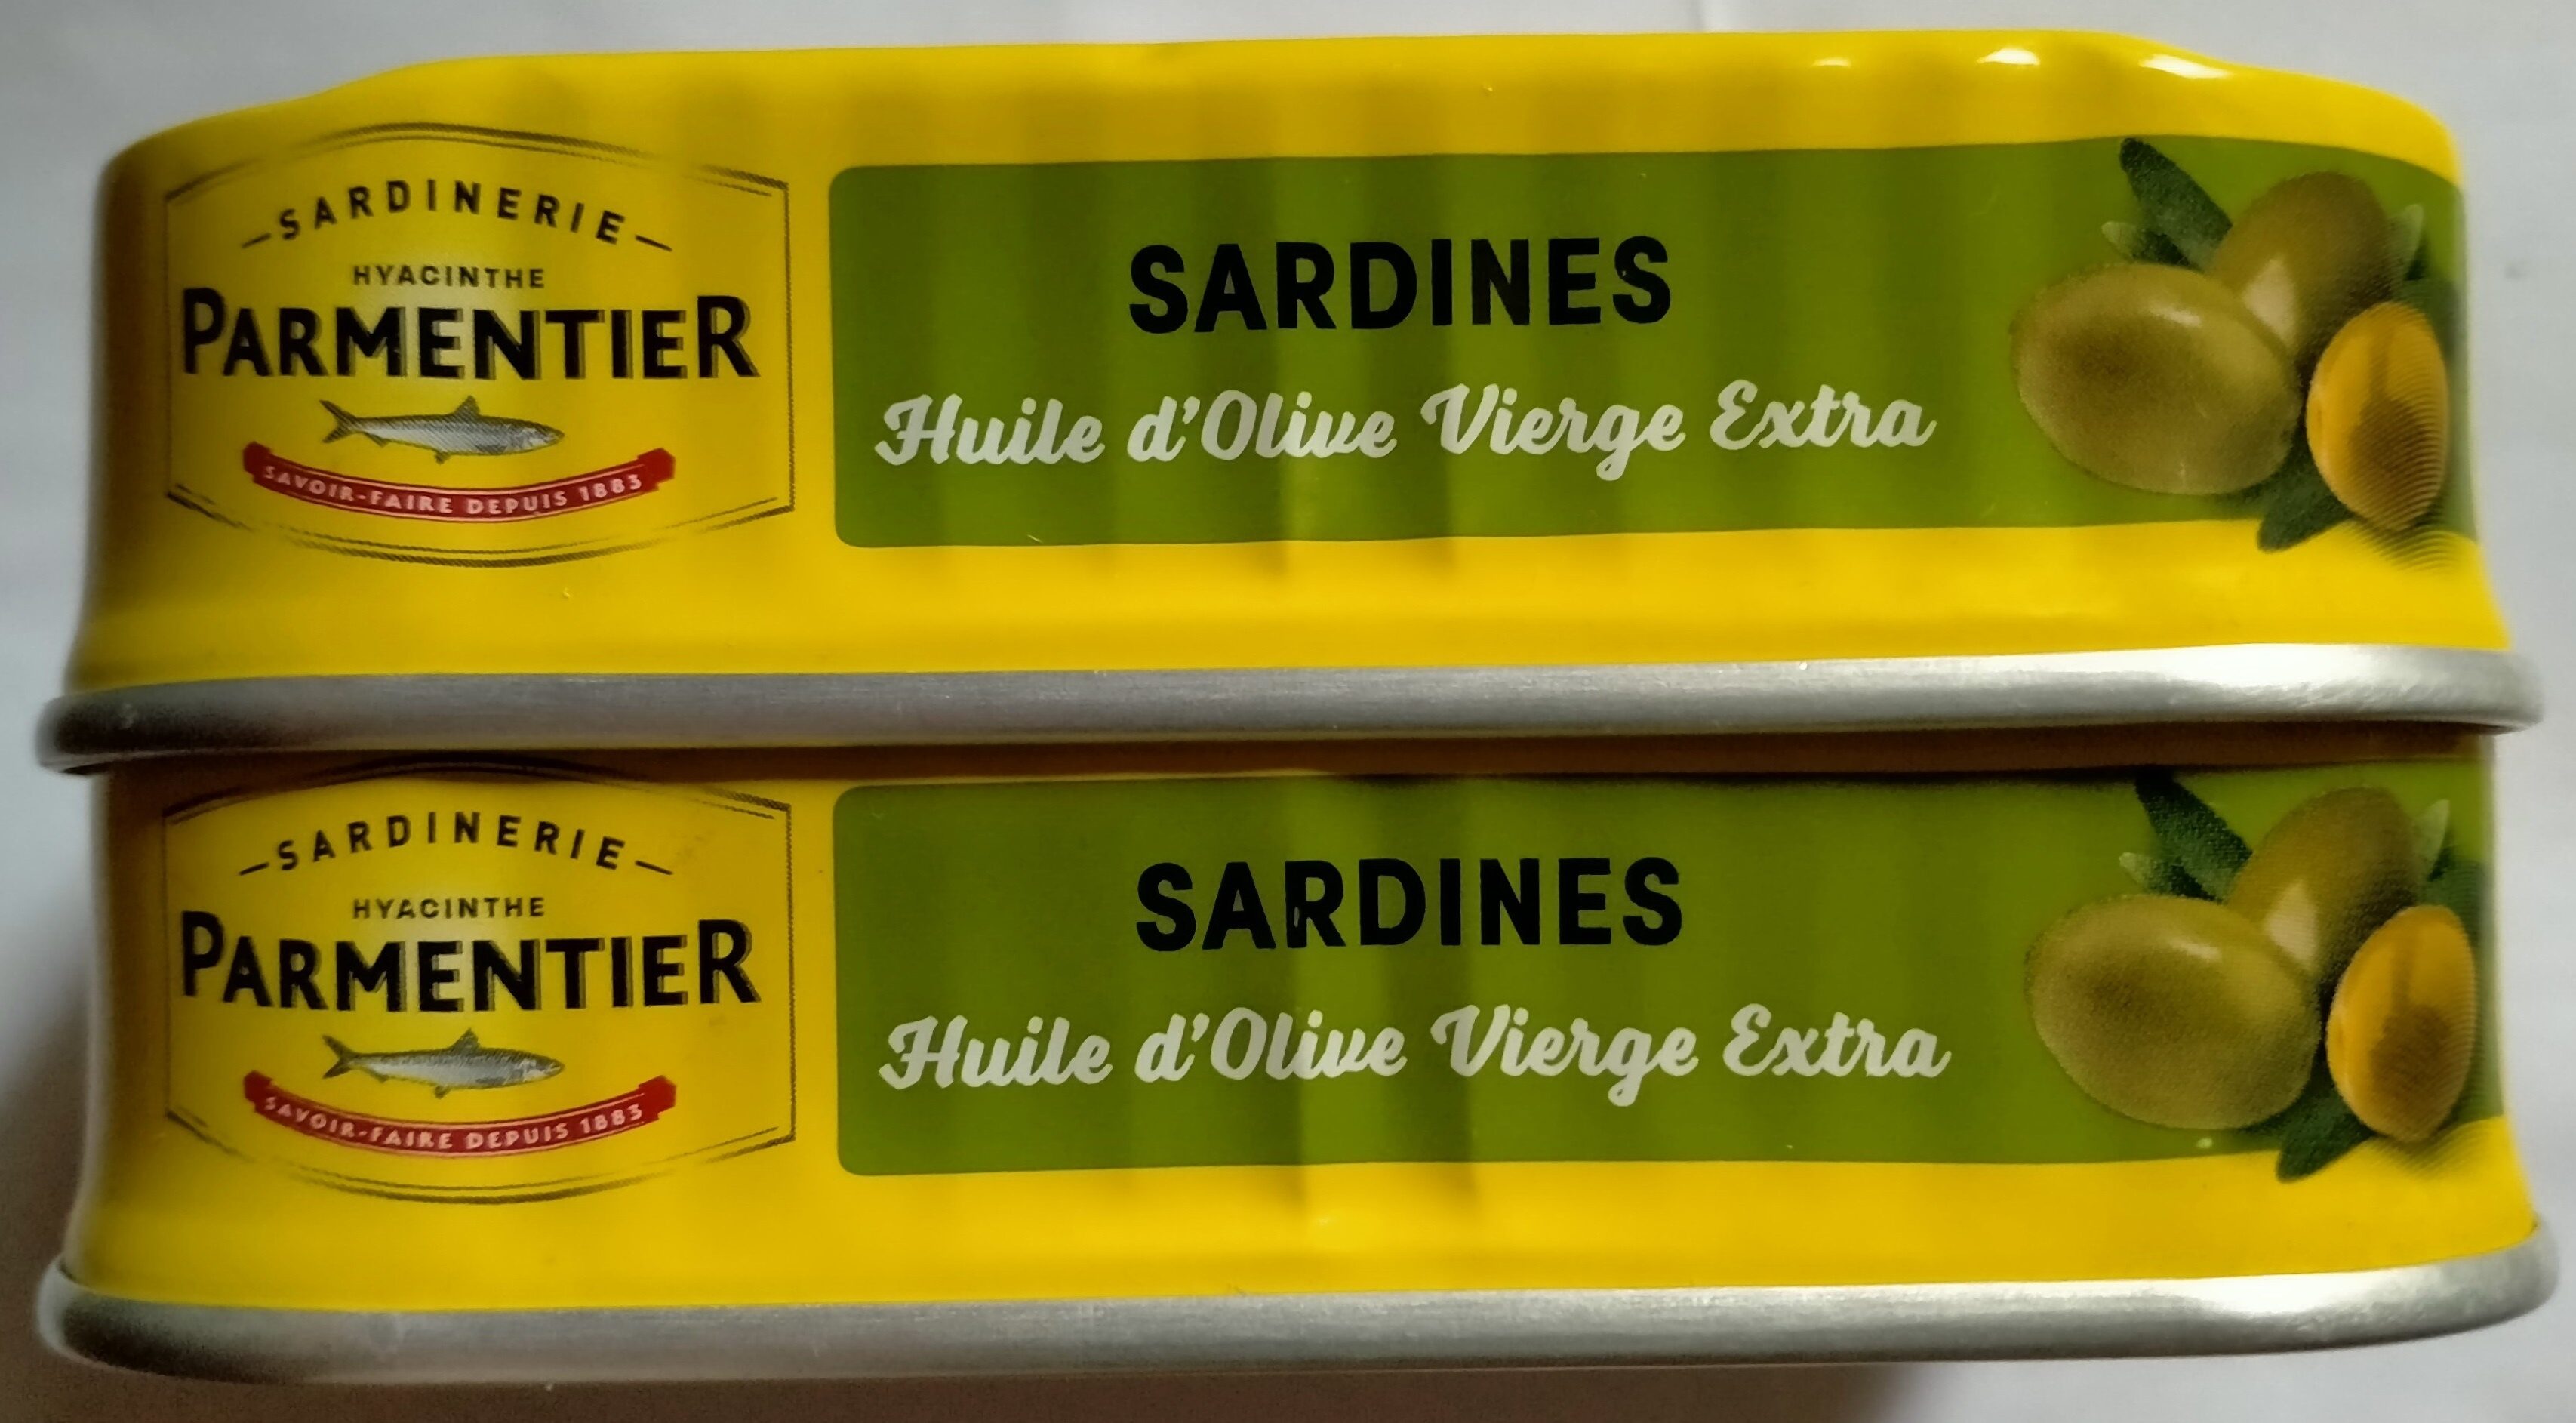 SARDINERIE
HYACINTHE
PARMENTIER
SAVOIR-FAIRE DEPUIS 1883
SARDINES
Huile d'Olive Vierge Extra
SARDINERIE
HYACINTHE
PARMENTIER
SAVOIR-FAIRE DEPUIS 1883
SARDINES
Huile d'Olive Vierge Extra